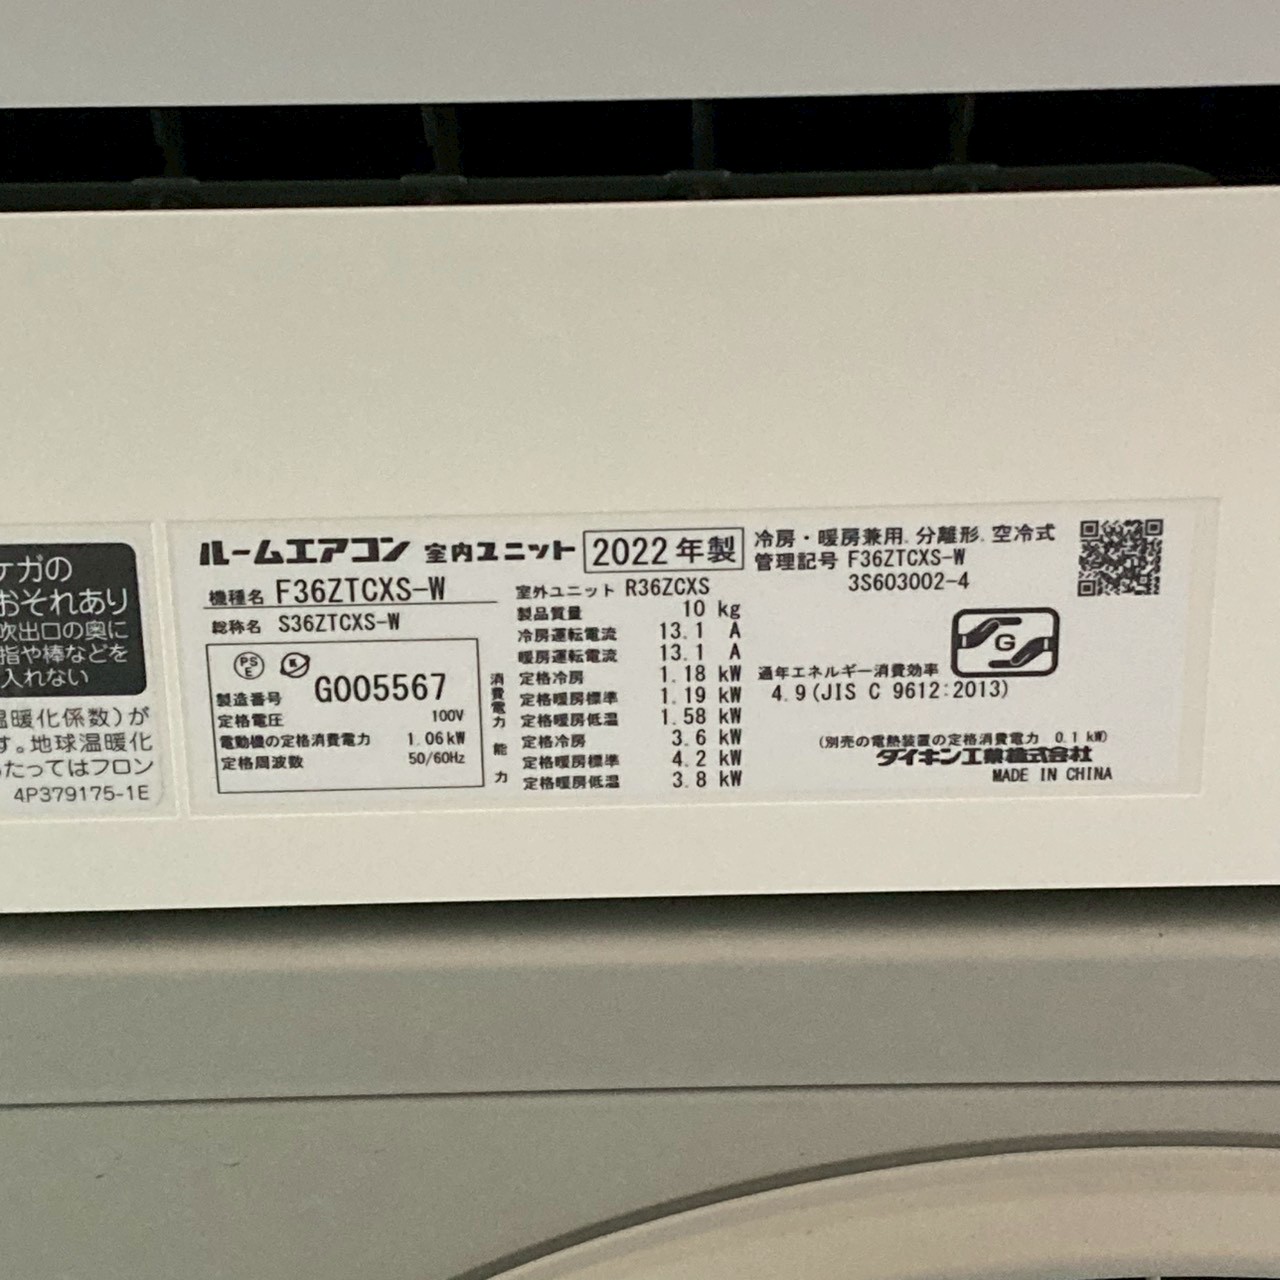 ケガの
おそれあり
吹出口の奥に
指や棒などを
入れない
温暖化係数)が
す。地球温暖化
たってはフロン
4P379175-1E
ルームエアコン 室内ユニット 2022年製
機種名 F36ZTCXS-W
総称名 S36ZTCXS-W
PSE
製造番号 G005567
定格電圧 100V
電動機の定格消費電力 1.06kW
定格周波数 50/60Hz
室外ユニット R36ZCXS
製品質量 10 kg
冷房運転電流 13.1 A
暖房運転電流 13.1 A
消費電力 定格冷房 1.18 kW
定格暖房標準 1.19 kW
定格暖房低温 1.58 kW
能力 定格冷房 3.6 kW
定格暖房標準 4.2 kW
定格暖房低温 3.8 kW
冷房・暖房兼用.分離形.空冷式
管理記号 F36ZTCXS-W
3S603002-4
G
通年エネルギー消費効率
4.9(JIS C 9612:2013)
(別売の電熱装置の定格消費電力 0.1 kW)
ダイキン工業株式会社
MADE IN CHINA